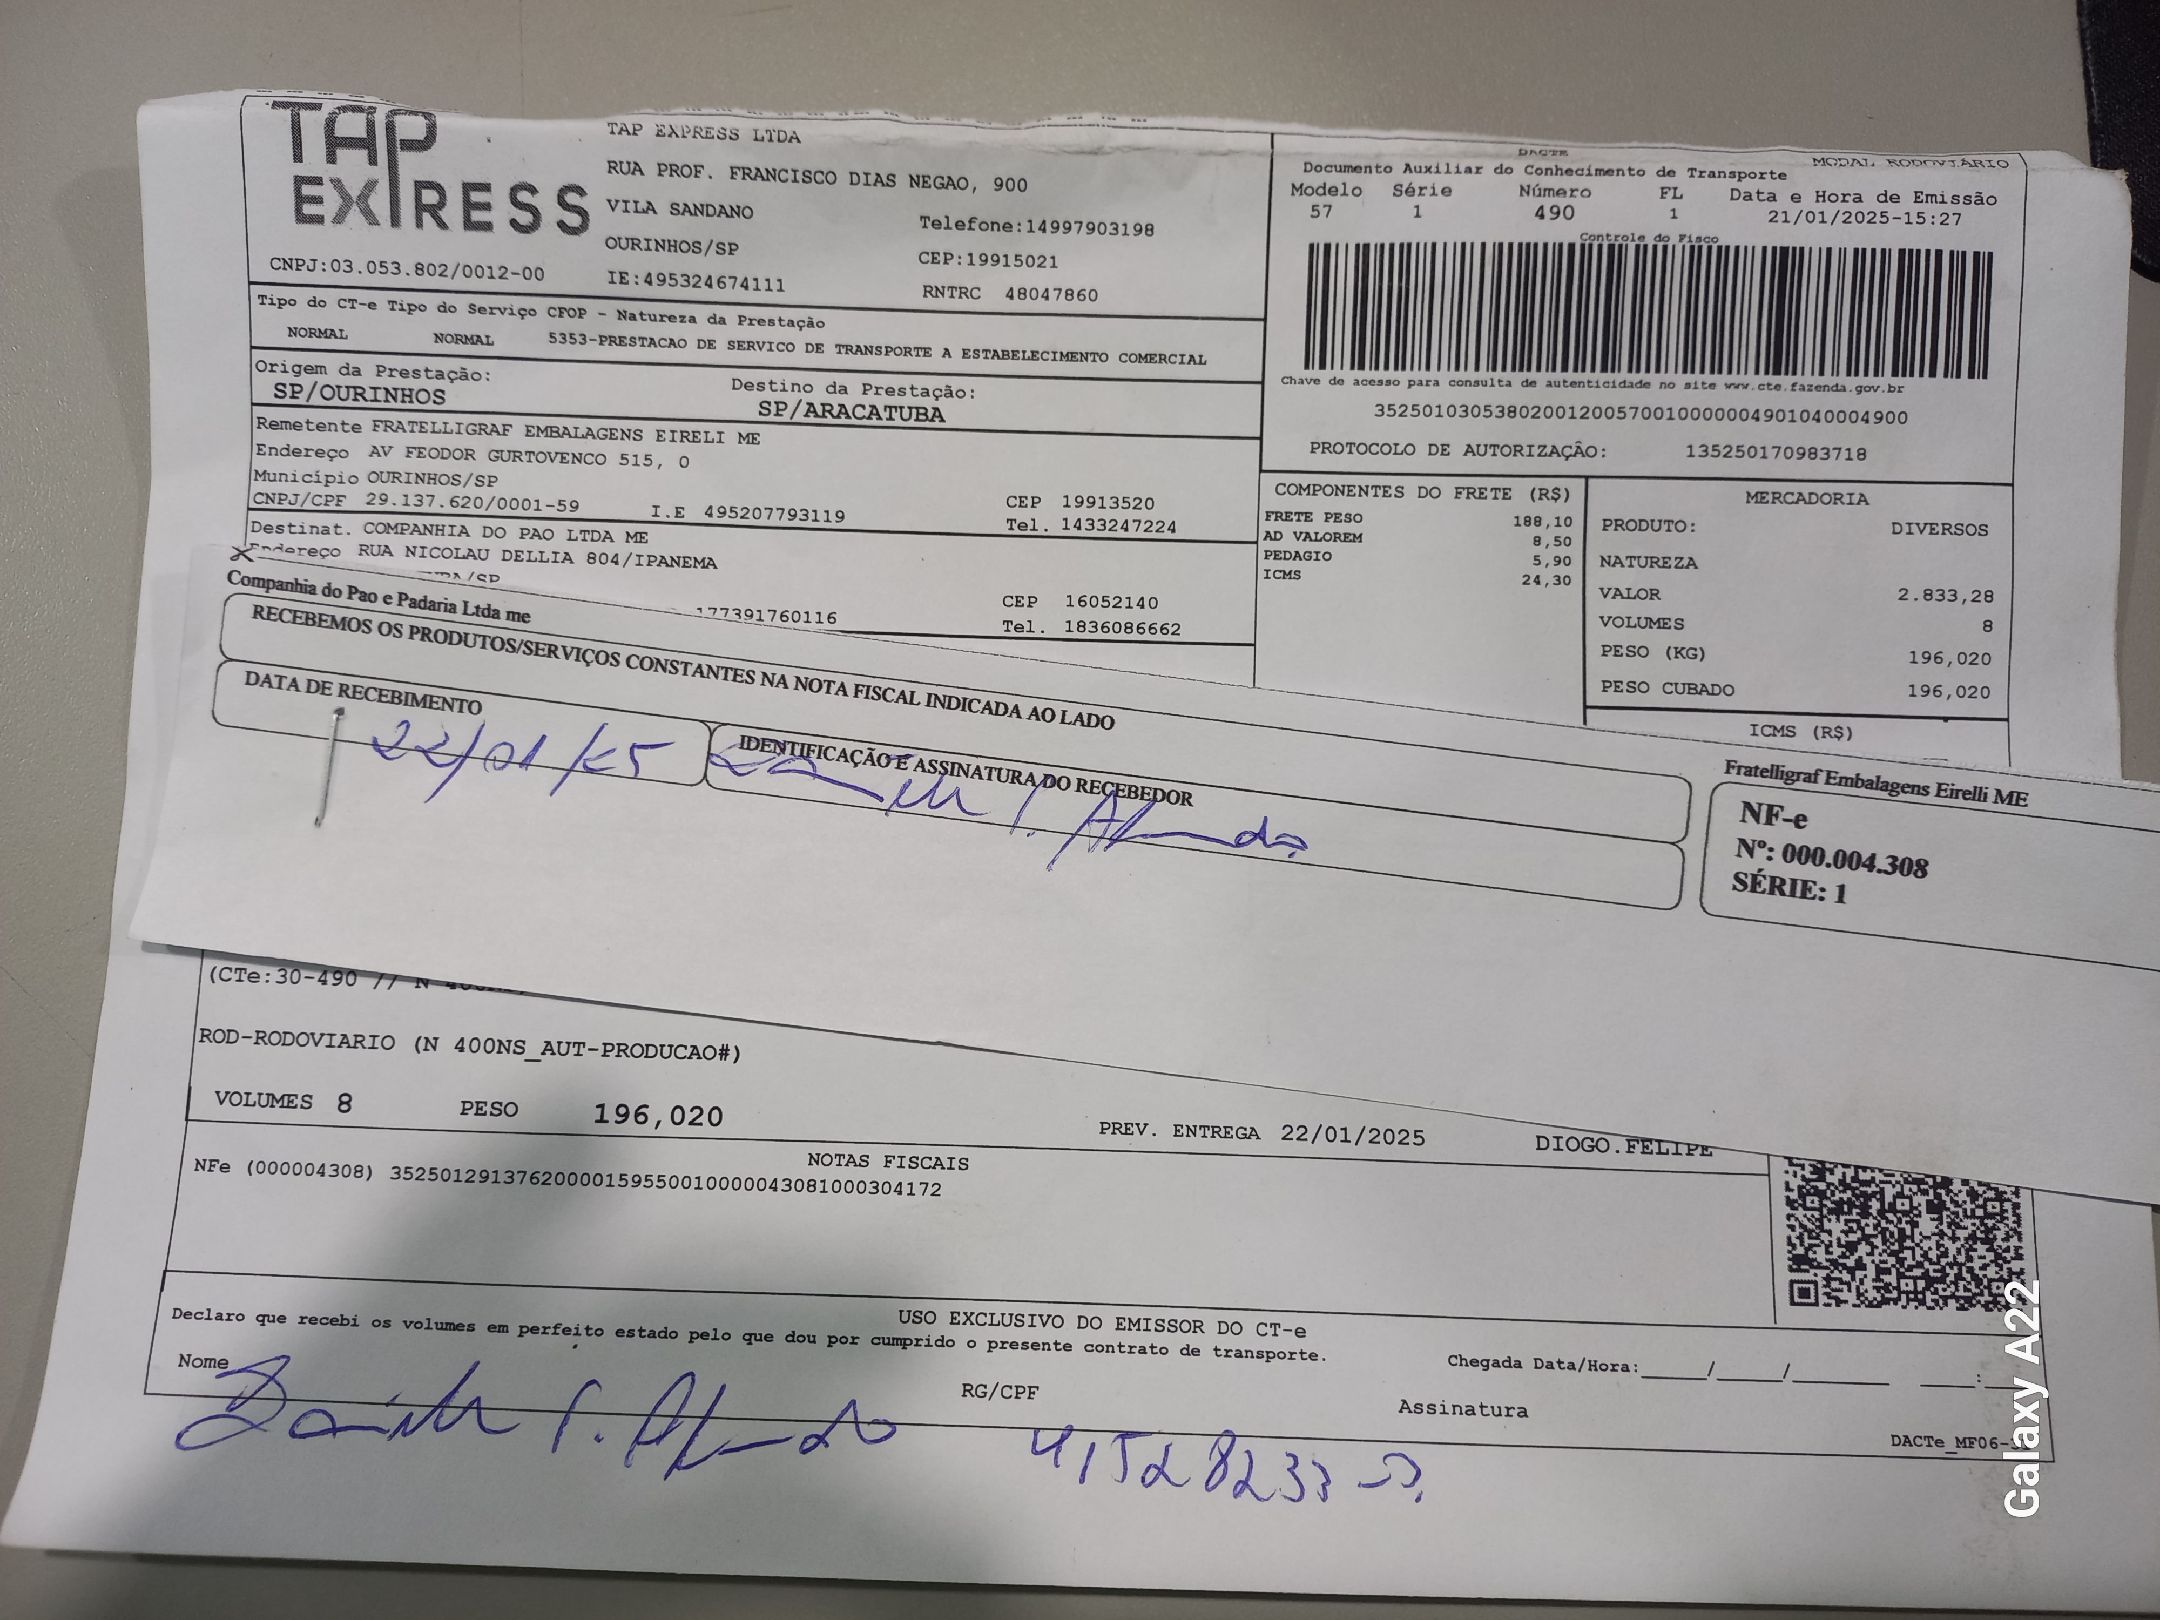 TAP
EXPRESS
CNPJ:03.053.802/0012-00
TAP EXPRESS LTDA
RUA PROF. FRANCISCO DIAS NEGAO, 900
VILA SANDANO
Telefone:14997903198
OURINHOS/SP
CEP:19915021
IE:495324674111
RNTRC 48047860
DACTE
MODAL RODOVIÁRIO
Documento Auxiliar do Conhecimento de Transporte
Modelo Série Número FL Data e Hora de Emissão
57 1 490 1 21/01/2025-15:27
Controle do Fisco
Chave de acesso para consulta de autenticidade no site www.cte.fazenda.gov.br
35250103053802001200570010000004901040004900
PROTOCOLO DE AUTORIZAÇÃO: 135250170983718
Tipo do CT-e Tipo do Serviço CFOP - Natureza da Prestação
NORMAL NORMAL 5353-PRESTACAO DE SERVICO DE TRANSPORTE A ESTABELECIMENTO COMERCIAL
Origem da Prestação: Destino da Prestação:
SP/OURINHOS SP/ARACATUBA
Remetente FRATELLIGRAF EMBALAGENS EIRELI ME
Endereço AV FEODOR GURTOVENCO 515, 0
Município OURINHOS/SP
CEP 19913520
CNPJ/CPF 29.137.620/0001-59 I.E 495207793119 Tel. 1433247224
Destinat. COMPANHIA DO PAO LTDA ME
Endereço RUA NICOLAU DELLIA 804/IPANEMA
/SP
CEP 16052140
177391760116 Tel. 1836086662
COMPONENTES DO FRETE (R$)
FRETE PESO 188,10
AD VALOREM 8,50
PEDAGIO 5,90
ICMS 24,30
MERCADORIA
PRODUTO: DIVERSOS
NATUREZA
VALOR 2.833,28
VOLUMES 8
PESO (KG) 196,020
PESO CUBADO 196,020
ICMS (R$)
Companhia do Pao e Padaria Ltda me
RECEBEMOS OS PRODUTOS/SERVIÇOS CONSTANTES NA NOTA FISCAL INDICADA AO LADO
DATA DE RECEBIMENTO
22/01/25
IDENTIFICAÇÃO E ASSINATURA DO RECEBEDOR
Fratelligraf Embalagens Eirelli ME
NF-e
Nº: 000.004.308
SÉRIE: 1
(CTe:30-490 // N
ROD-RODOVIARIO (N 400NS_AUT-PRODUCAO#)
VOLUMES 8 PESO 196,020 PREV. ENTREGA 22/01/2025 DIOGO.FELIPE
NOTAS FISCAIS
NFe (000004308) 35250129137620000159550010000043081000304172
USO EXCLUSIVO DO EMISSOR DO CT-e
Declaro que recebi os volumes em perfeito estado pelo que dou por cumprido o presente contrato de transporte.
Chegada Data/Hora:____/____/______ ___:
Nome RG/CPF Assinatura
DACTe_MF06-
Galaxy A22